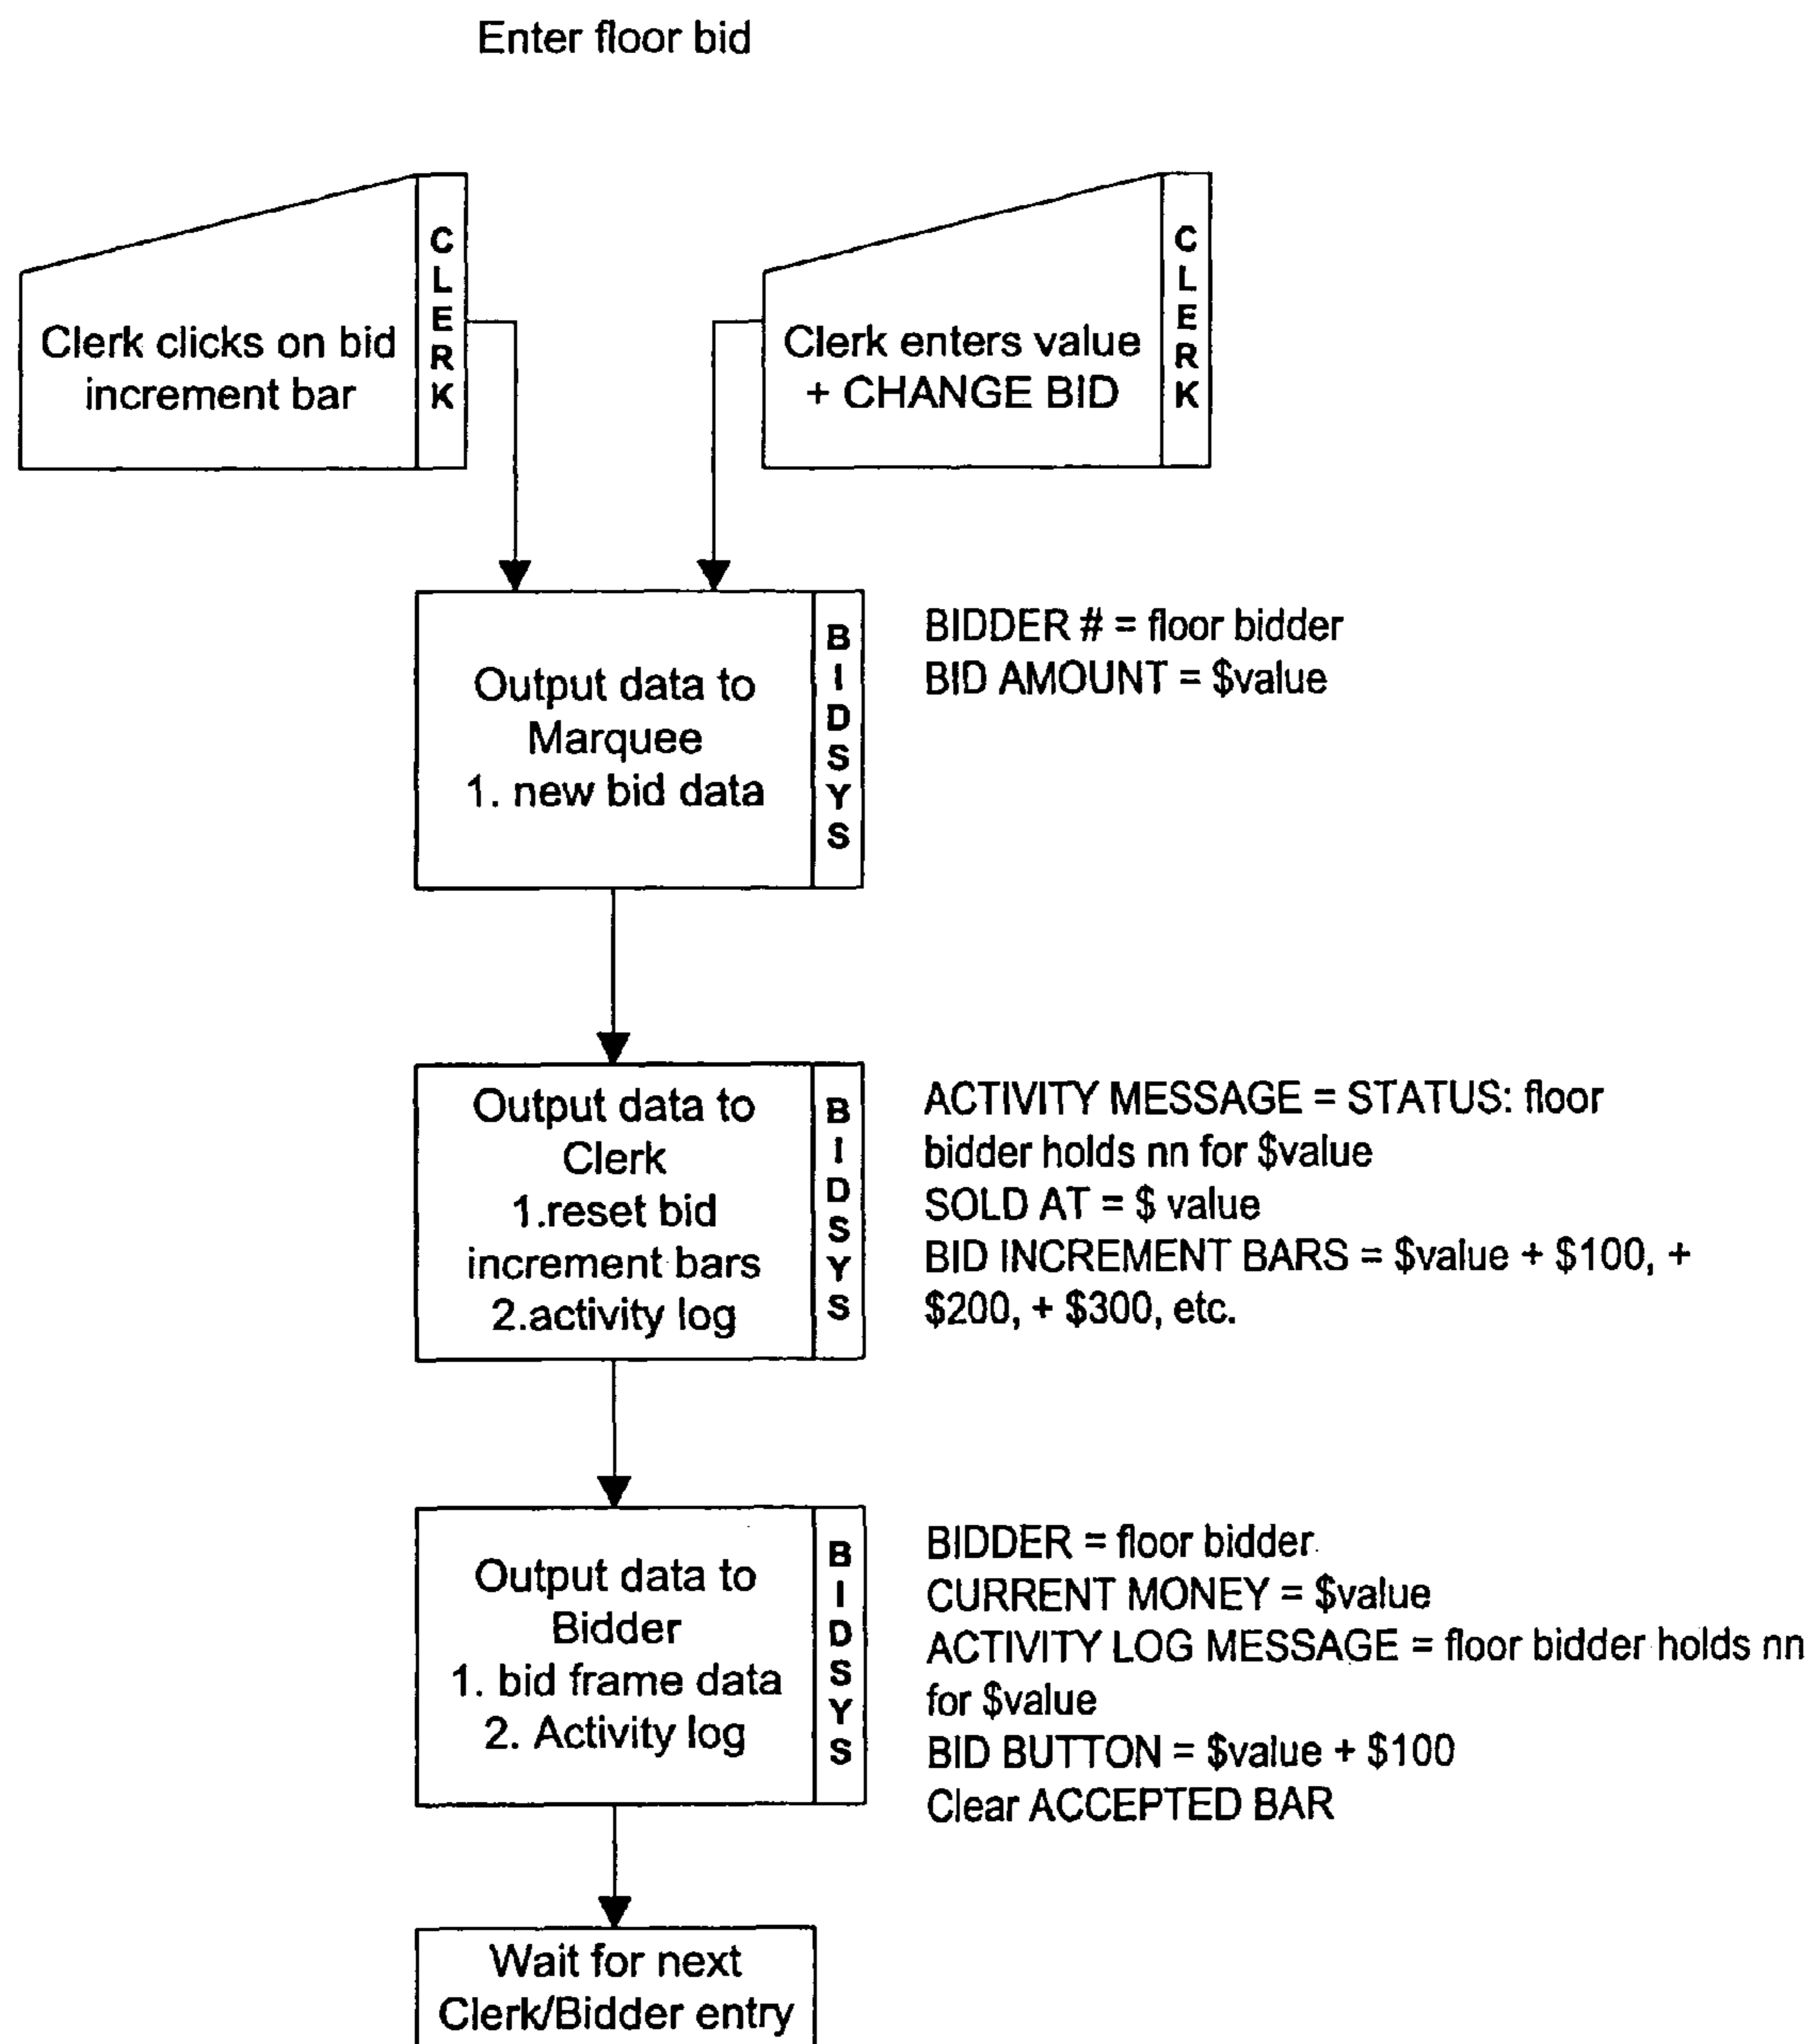 Enter floor bid
Clerk clicks on bid
increment bar
CLERK
Clerk enters value
+ CHANGE BID
CLERK
Output data to
Marquee
1. new bid data
BIDSYS
BIDDER # = floor bidder
BID AMOUNT = $value
Output data to
Clerk
1.reset bid
increment bars
2.activity log
BIDSYS
ACTIVITY MESSAGE = STATUS: floor
bidder holds nn for $value
SOLD AT = $ value
BID INCREMENT BARS = $value + $100, +
$200, + $300, etc.
Output data to
Bidder
1. bid frame data
2. Activity log
BIDSYS
BIDDER = floor bidder
CURRENT MONEY = $value
ACTIVITY LOG MESSAGE = floor bidder holds nn
for $value
BID BUTTON = $value + $100
Clear ACCEPTED BAR
Wait for next
Clerk/Bidder entry